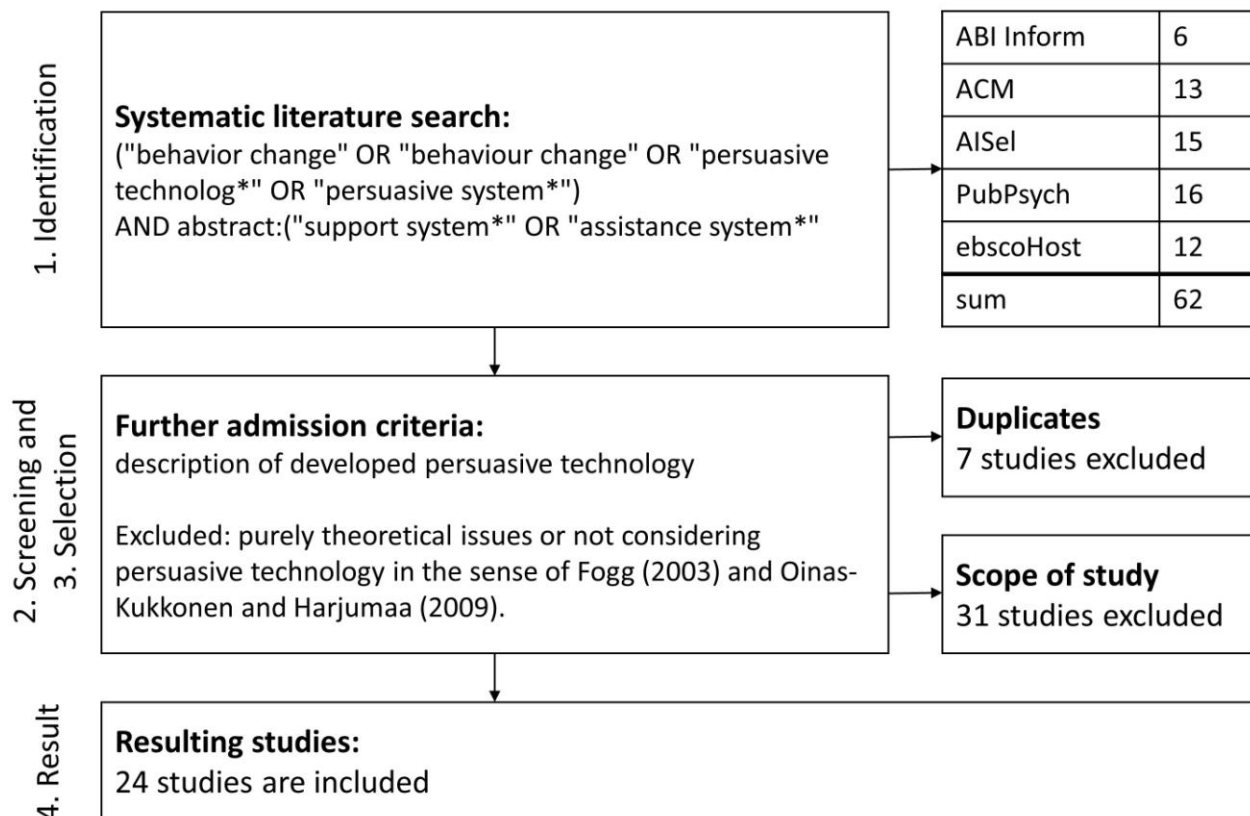 1. Identification
Systematic literature search:
("behavior change" OR "behaviour change" OR "persuasive
technolog*" OR "persuasive system*")
AND abstract:("support system*" OR "assistance system*"
ABI Inform 6
ACM 13
AISel 15
PubPsych 16
ebscoHost 12
sum 62
2. Screening and
3. Selection
Further admission criteria:
description of developed persuasive technology
Excluded: purely theoretical issues or not considering
persuasive technology in the sense of Fogg (2003) and Oinas-
Kukkonen and Harjumaa (2009).
Duplicates
7 studies excluded
Scope of study
31 studies excluded
4. Result
Resulting studies:
24 studies are included